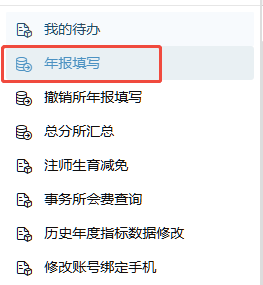 我的待办
年报填写
撤销所年报填写
总分所汇总
注师生育减免
事务所会费查询
历史年度指标数据修改
修改账号绑定手机